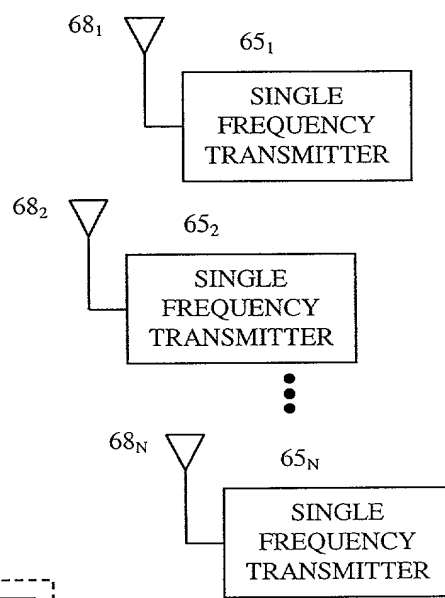 68₁
65₁
SINGLE
FREQUENCY
TRANSMITTER
68₂
65₂
SINGLE
FREQUENCY
TRANSMITTER
68ₙ
65ₙ
SINGLE
FREQUENCY
TRANSMITTER